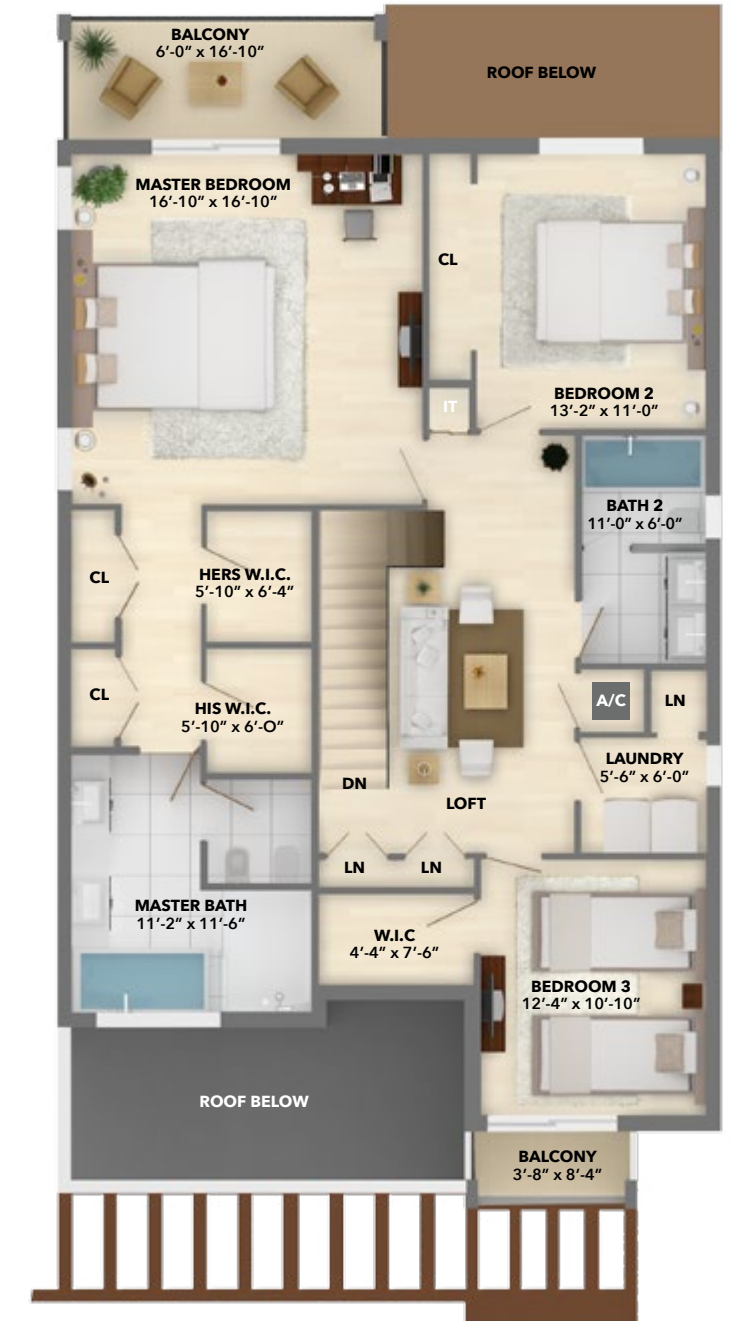 BALCONY
6'-0" x 16'-10"
ROOF BELOW
MASTER BEDROOM
16'-10" x 16'-10"
CL
IT
BEDROOM 2
13'-2" x 11'-0"
BATH 2
11'-0" x 6'-0"
CL
HERS W.I.C.
5'-10" x 6'-4"
CL
HIS W.I.C.
5'-10" x 6'-O"
A/C
LN
LAUNDRY
5'-6" x 6'-0"
DN
LOFT
LN
LN
MASTER BATH
11'-2" x 11'-6"
W.I.C
4'-4" x 7'-6"
BEDROOM 3
12'-4" x 10'-10"
ROOF BELOW
BALCONY
3'-8" x 8'-4"